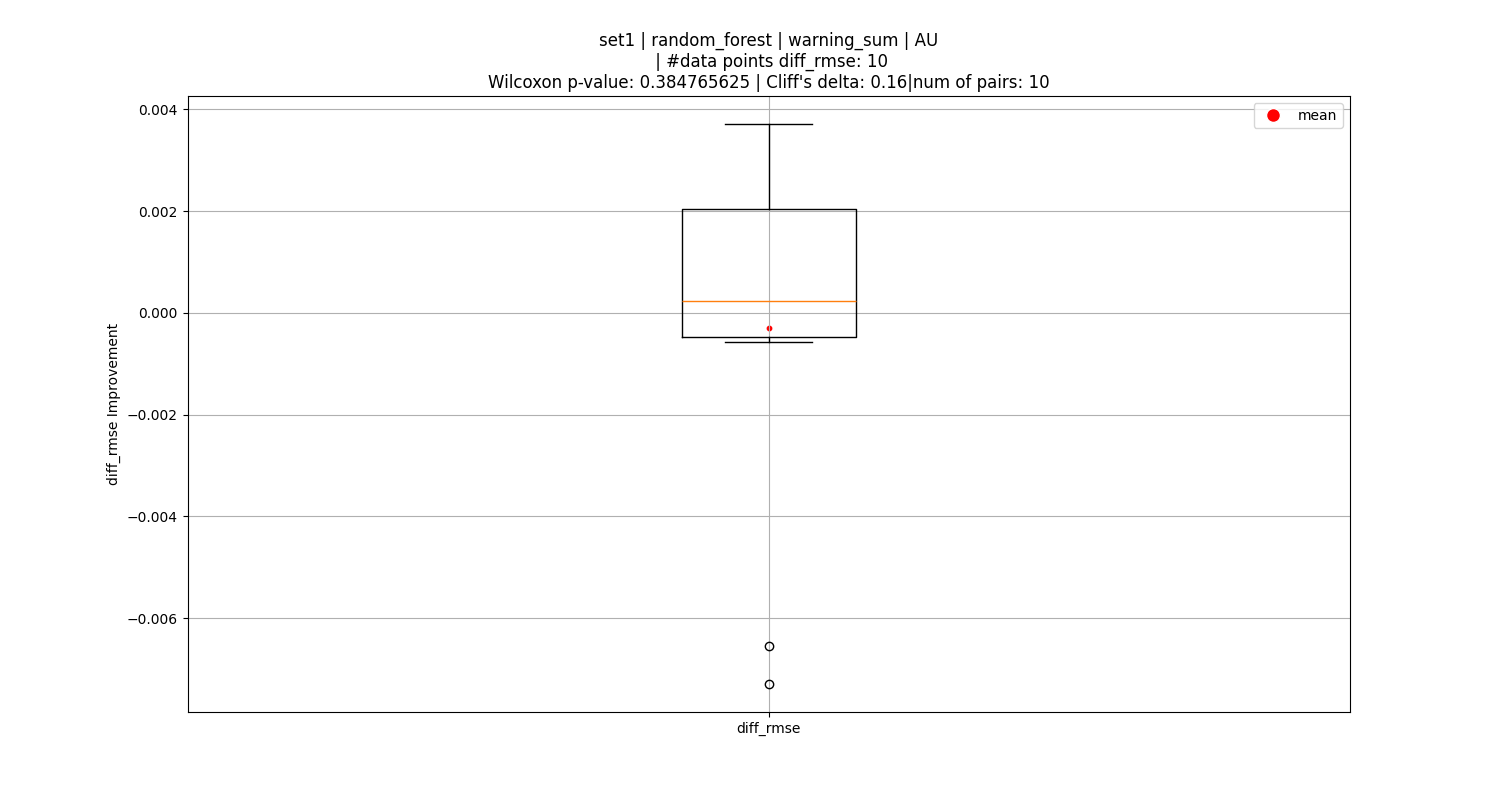 set1 | random_forest | warning_sum | AU
| #data points diff_rmse: 10
Wilcoxon p-value: 0.384765625 | Cliff's delta: 0.16|num of pairs: 10
mean
0.004
0.002
0.000
−0.002
−0.004
−0.006
diff_rmse Improvement
diff_rmse